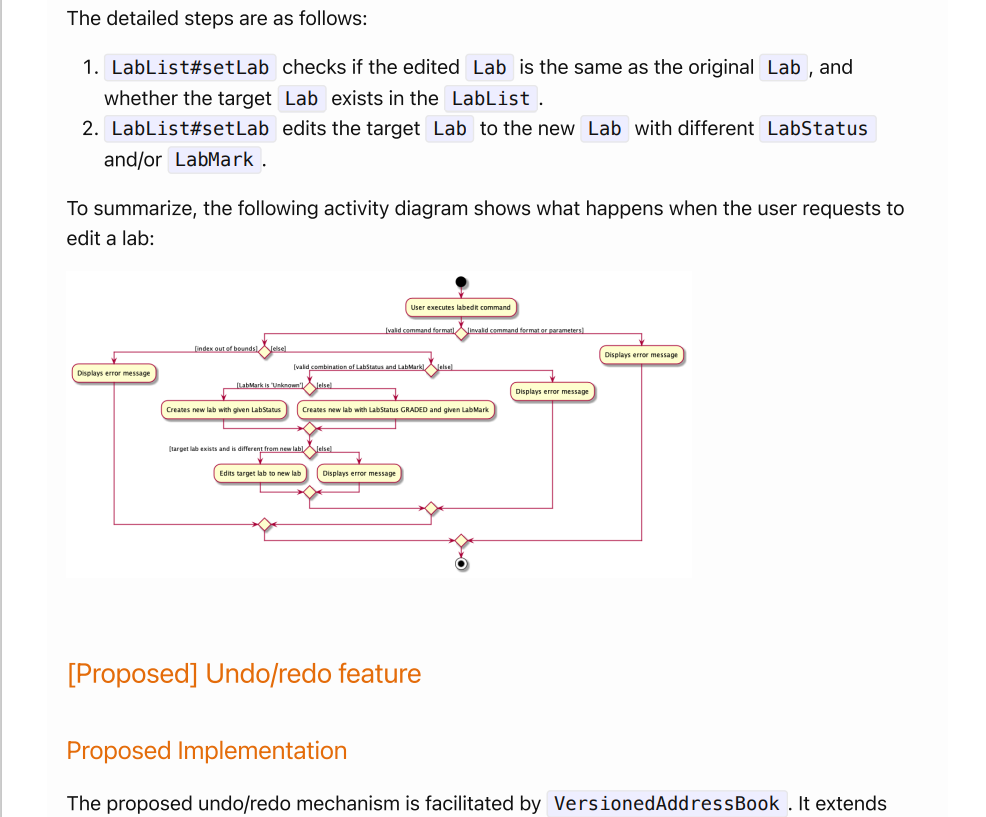 The detailed steps are as follows:
1. LabList#setLab checks if the edited Lab is the same as the original Lab , and
whether the target Lab exists in the LabList .
2. LabList#setLab edits the target Lab to the new Lab with different LabStatus
and/or LabMark .
To summarize, the following activity diagram shows what happens when the user requests to
edit a lab:
User executes labedit command
[valid command format] [invalid command format or parameters]
[index out of bounds] [else]
Displays error message
[valid combination of LabStatus and LabMark] [else]
Displays error message
[LabMark is 'Unknown'] [else]
Displays error message
Creates new lab with given LabStatus
Creates new lab with LabStatus GRADED and given LabMark
[target lab exists and is different from new lab] [else]
Edits target lab to new lab
Displays error message
[Proposed] Undo/redo feature
Proposed Implementation
The proposed undo/redo mechanism is facilitated by VersionedAddressBook . It extends